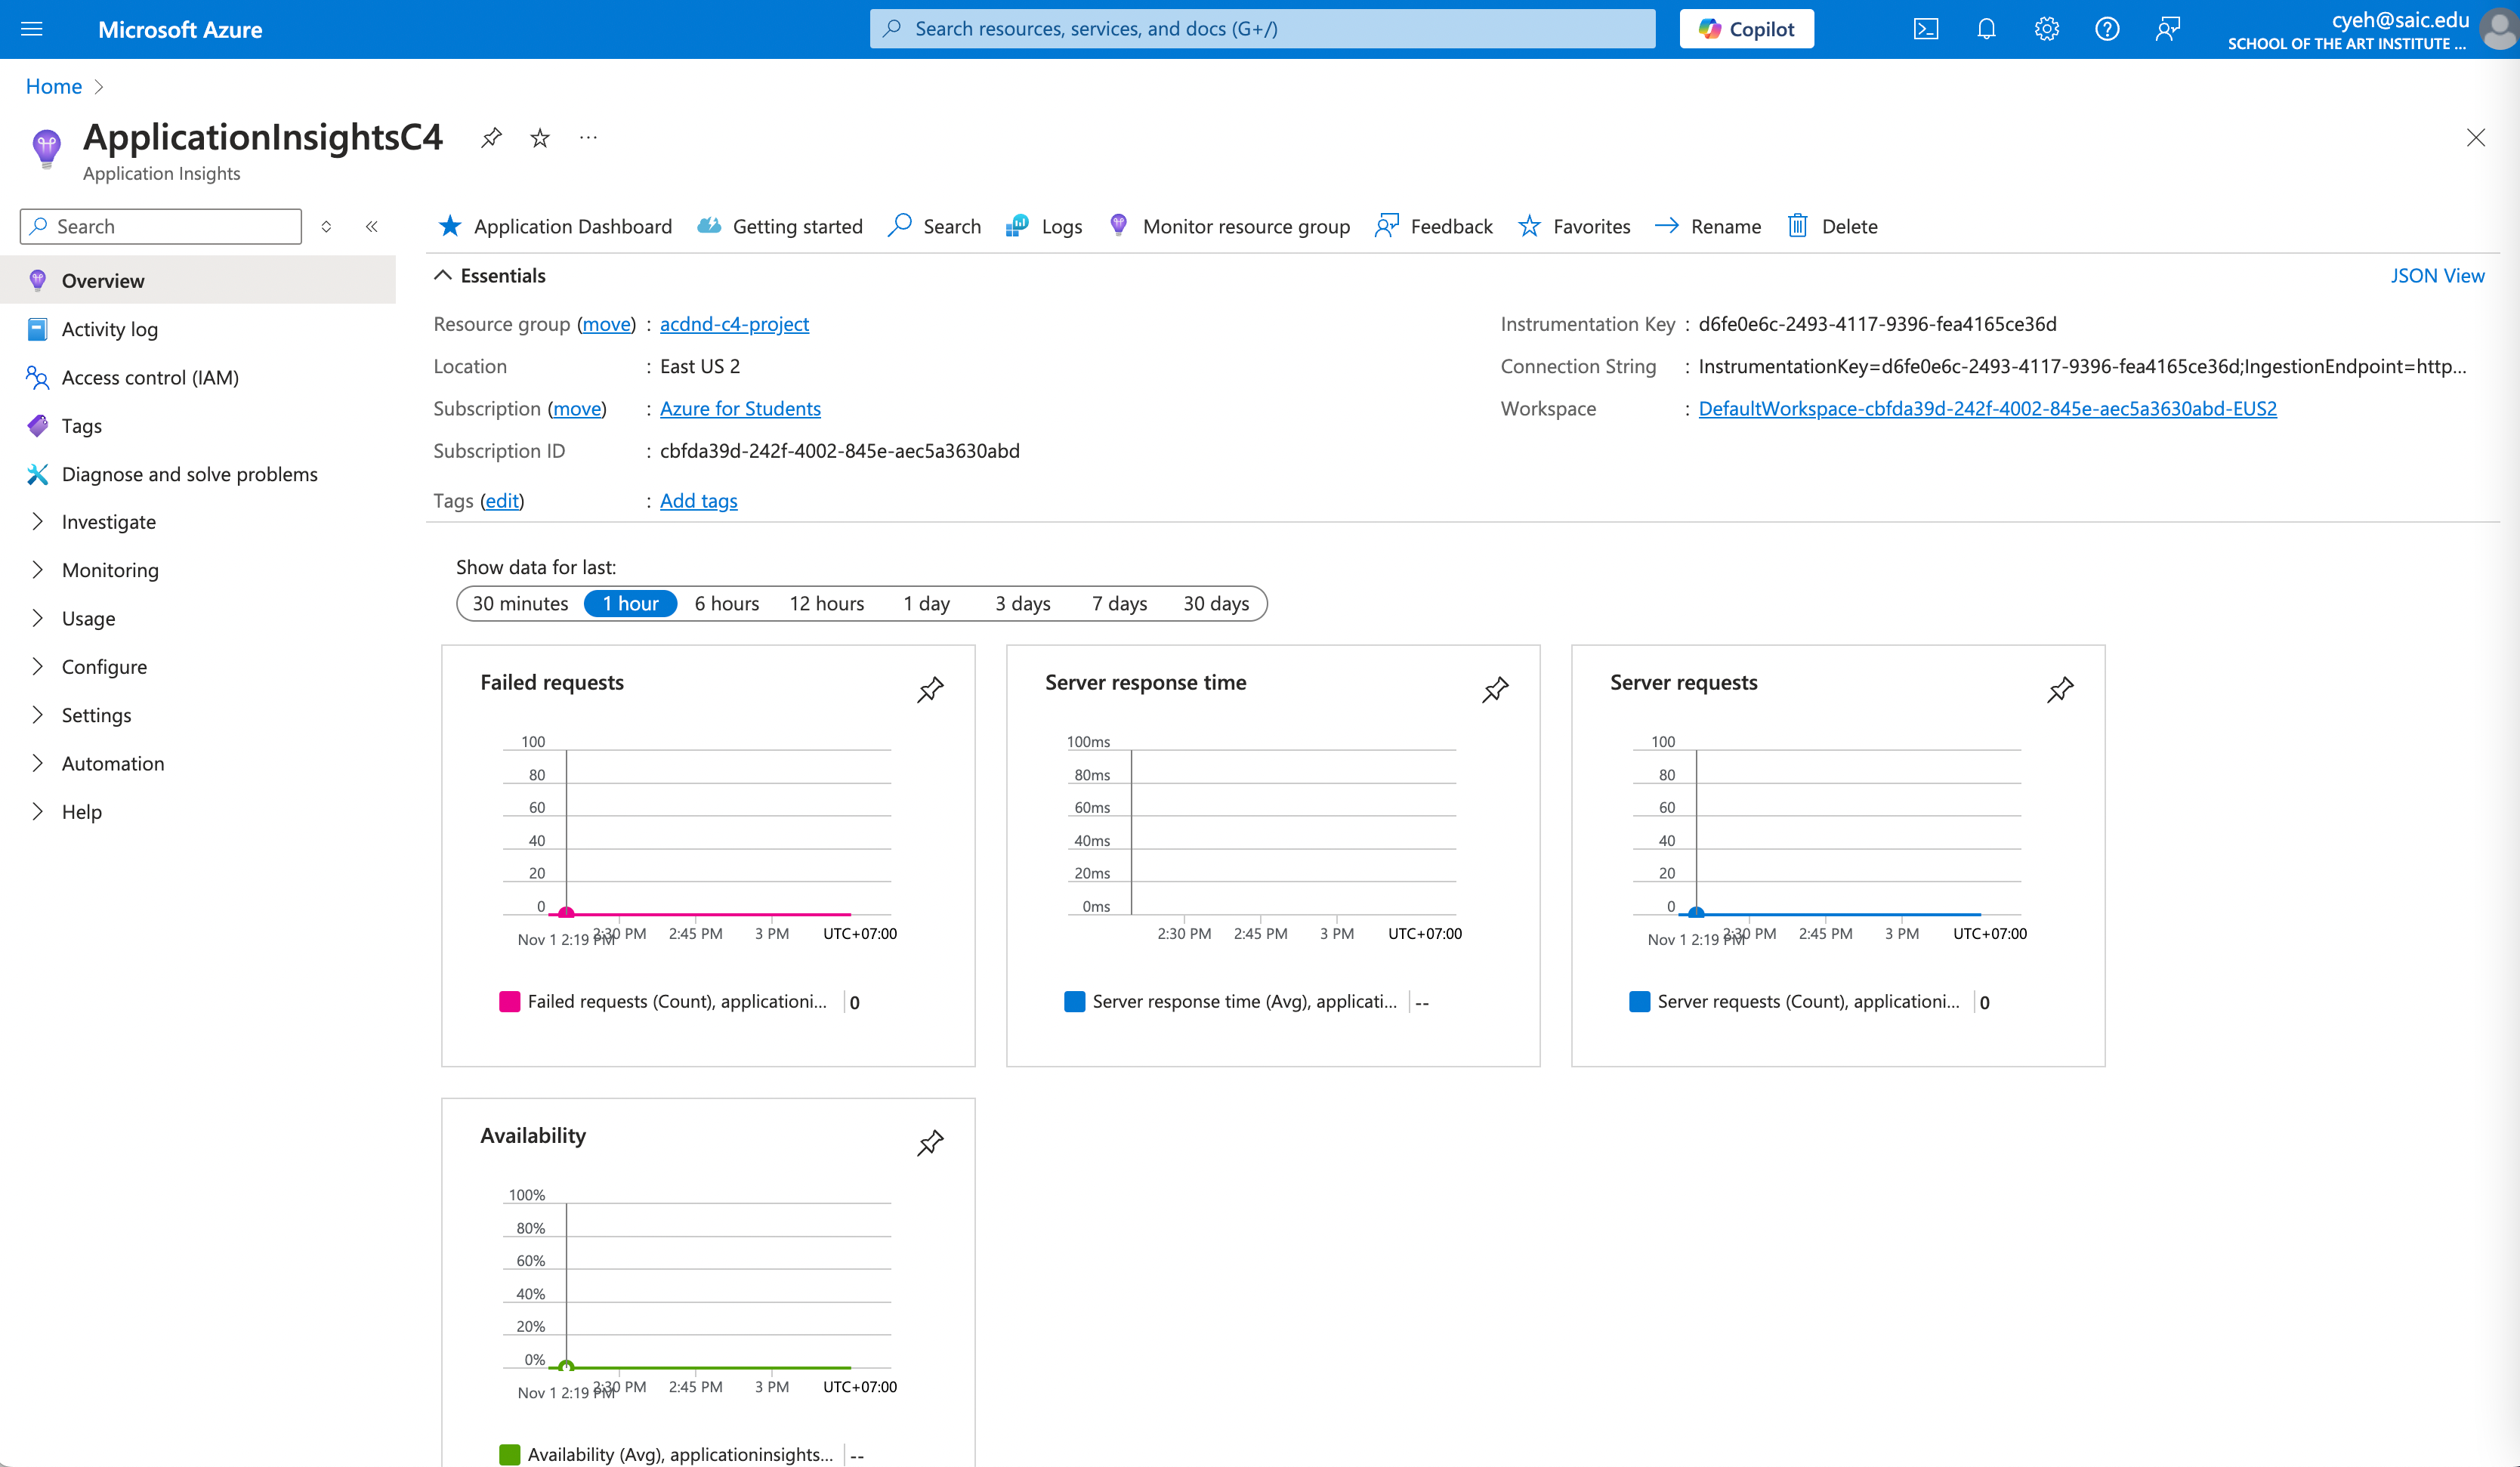 Microsoft Azure
Search resources, services, and docs (G+/)
Copilot
cyeh@saic.edu
SCHOOL OF THE ART INSTITUTE ...
Home
ApplicationInsightsC4
Application Insights
Search
Application Dashboard
Getting started
Search
Logs
Monitor resource group
Feedback
Favorites
Rename
Delete
Overview
Activity log
Access control (IAM)
Tags
Diagnose and solve problems
Investigate
Monitoring
Usage
Configure
Settings
Automation
Help
Essentials
JSON View
Resource group (move) : acdnd-c4-project
Location : East US 2
Subscription (move) : Azure for Students
Subscription ID : cbfda39d-242f-4002-845e-aec5a3630abd
Tags (edit) : Add tags
Instrumentation Key : d6fe0e6c-2493-4117-9396-fea4165ce36d
Connection String : InstrumentationKey=d6fe0e6c-2493-4117-9396-fea4165ce36d;IngestionEndpoint=http...
Workspace : DefaultWorkspace-cbfda39d-242f-4002-845e-aec5a3630abd-EUS2
Show data for last:
30 minutes 1 hour 6 hours 12 hours 1 day 3 days 7 days 30 days
Failed requests
100
80
60
40
20
0
Nov 1 2:19 PM 2:30 PM 2:45 PM 3 PM UTC+07:00
Failed requests (Count), applicationi... 0
Server response time
100ms
80ms
60ms
40ms
20ms
0ms
2:30 PM 2:45 PM 3 PM UTC+07:00
Server response time (Avg), applicati... --
Server requests
100
80
60
40
20
0
Nov 1 2:19 PM 2:30 PM 2:45 PM 3 PM UTC+07:00
Server requests (Count), applicationi... 0
Availability
100%
80%
60%
40%
20%
0%
Nov 1 2:19 PM 2:30 PM 2:45 PM 3 PM UTC+07:00
Availability (Avg), applicationinsights... --